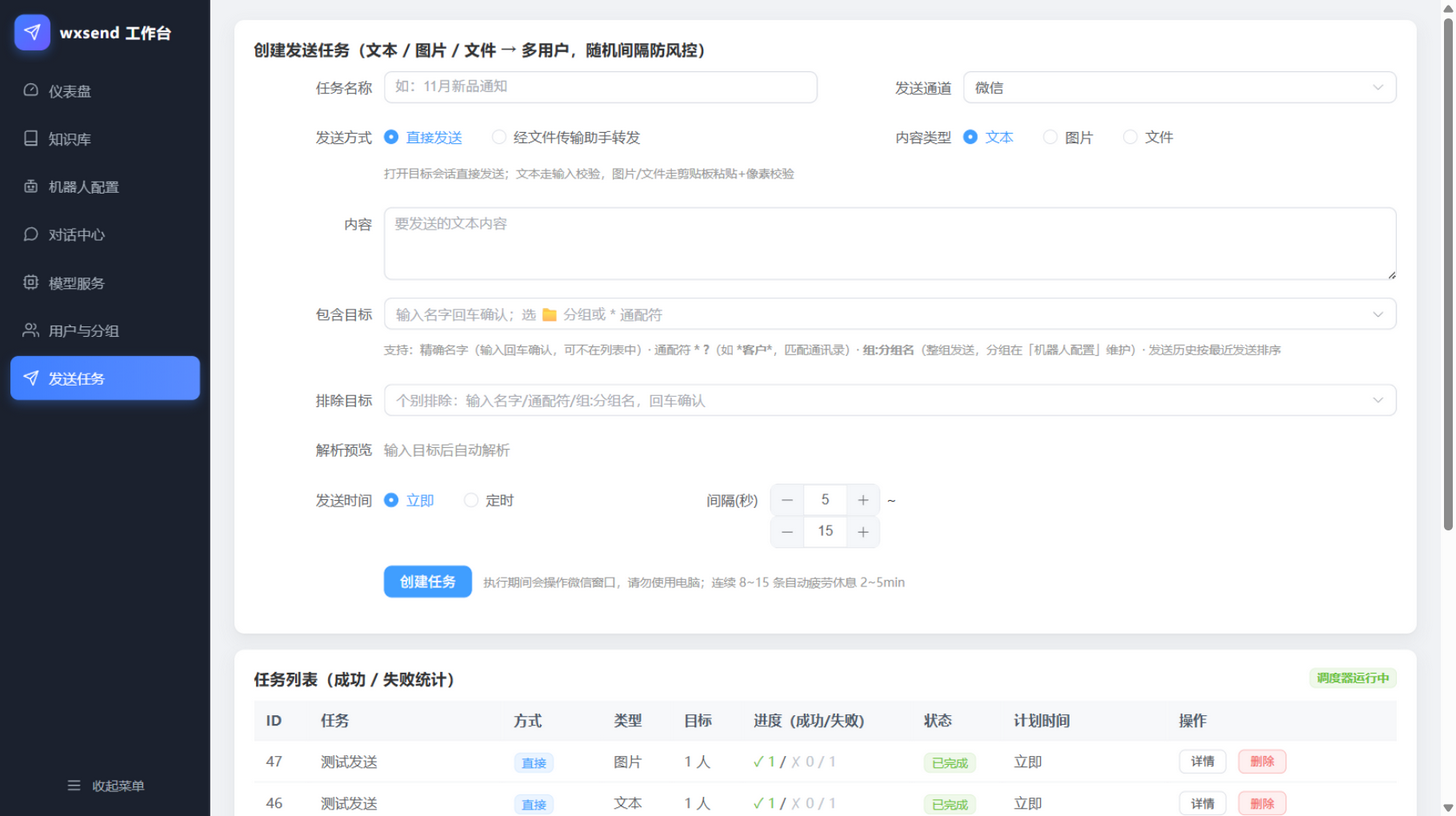 wxsend 工作台
仪表盘
知识库
机器人配置
对话中心
模型服务
用户与分组
发送任务
收起菜单
创建发送任务（文本 / 图片 / 文件 → 多用户，随机间隔防风控）
任务名称 如：11月新品通知 发送通道 微信
发送方式 直接发送 经文件传输助手转发 内容类型 文本 图片 文件
打开目标会话直接发送；文本走输入校验，图片/文件走剪贴板粘贴+像素校验
内容 要发送的文本内容
包含目标 输入名字回车确认；选 📁 分组或 * 通配符
支持：精确名字（输入回车确认，可不在列表中）· 通配符 * ?（如 *客户*，匹配通讯录）· 组:分组名（整组发送，分组在「机器人配置」维护）· 发送历史按最近发送排序
排除目标 个别排除：输入名字/通配符/组:分组名，回车确认
解析预览 输入目标后自动解析
发送时间 立即 定时 间隔(秒) − 5 + ~
− 15 +
创建任务 执行期间会操作微信窗口，请勿使用电脑；连续 8~15 条自动疲劳休息 2~5min
任务列表（成功 / 失败统计） 调度器运行中
ID 任务 方式 类型 目标 进度（成功/失败） 状态 计划时间 操作
47 测试发送 直接 图片 1 人 ✓ 1 / ✗ 0 / 1 已完成 立即 详情 删除
46 测试发送 直接 文本 1 人 ✓ 1 / ✗ 0 / 1 已完成 立即 详情 删除